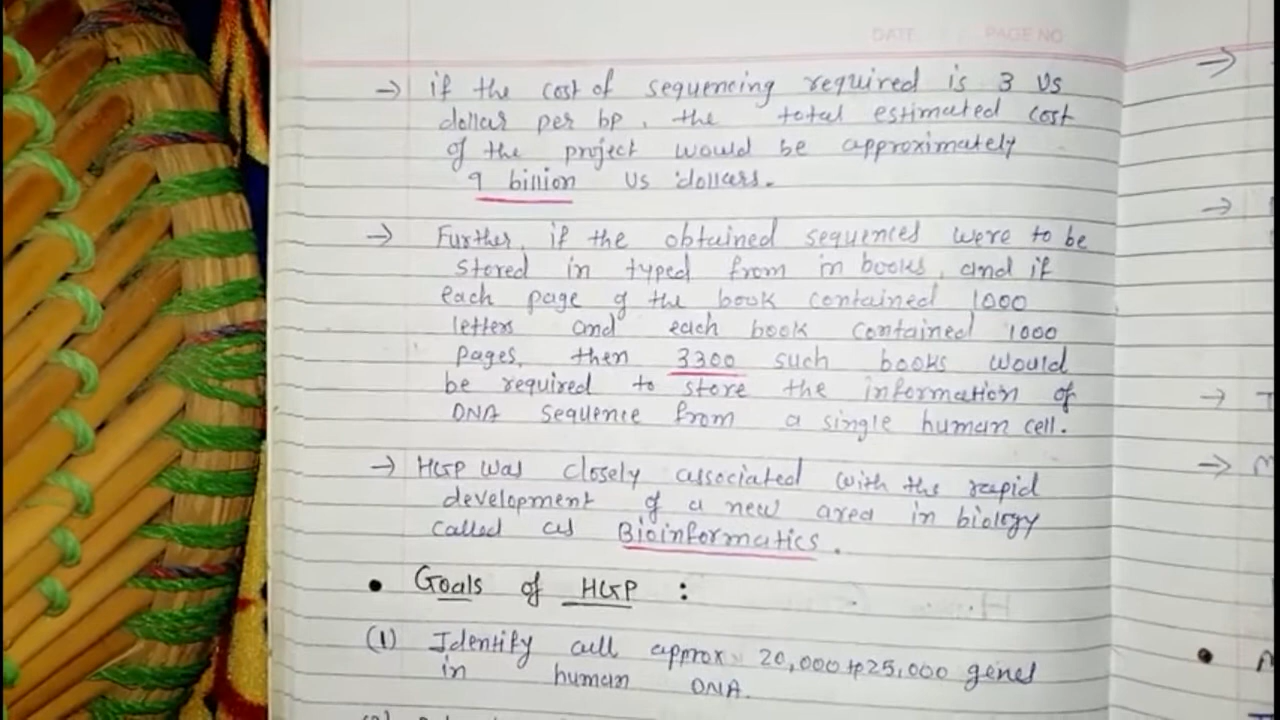 DATE PAGE NO
→ if the cost of sequencing required is 3 US
dollar per bp, the total estimated cost
of the project would be approximately
9 billion US dollars.
→ Further, if the obtained sequences were to be
stored in typed from in books, and if
each page of the book contained 1000
letters and each book contained 1000
pages, then 3300 such books would
be required to store the information of
DNA sequence from a single human cell.
→ HGP was closely associated with the rapid
development of a new area in biology
called as Bioinformatics.
• Goals of HGP :
(1) Identify all approx 20,000 to 25,000 genes
in human DNA.